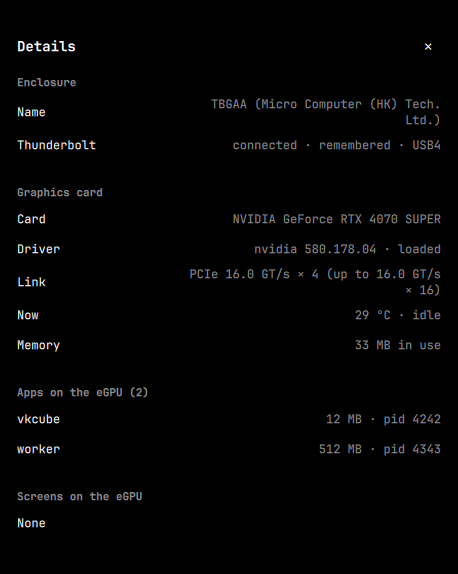 Details ×
Enclosure
Name TBGAA (Micro Computer (HK) Tech.
Ltd.)
Thunderbolt connected · remembered · USB4
Graphics card
Card NVIDIA GeForce RTX 4070 SUPER
Driver nvidia 580.178.04 · loaded
Link PCIe 16.0 GT/s × 4 (up to 16.0 GT/s
× 16)
Now 29 °C · idle
Memory 33 MB in use
Apps on the eGPU (2)
vkcube 12 MB · pid 4242
worker 512 MB · pid 4343
Screens on the eGPU
None